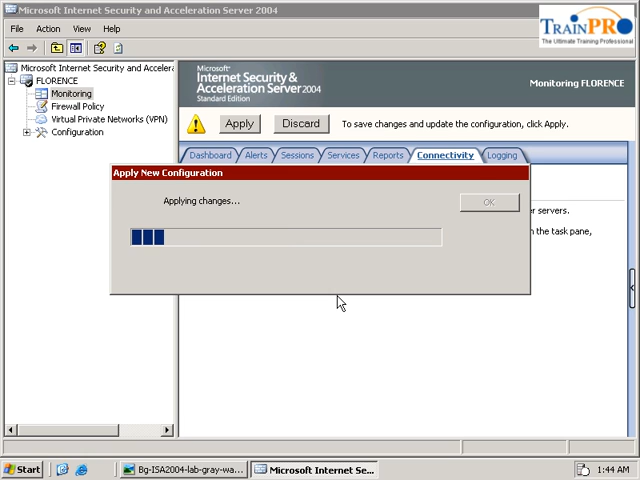 Microsoft Internet Security and Acceleration Server 2004
TrainPRO
The Ultimate Training Professional
File Action View Help
Microsoft Internet Security and Accelera
FLORENCE
Monitoring
Firewall Policy
Virtual Private Networks (VPN)
Configuration
Microsoft®
Internet Security &
Acceleration Server 2004
Standard Edition
Monitoring FLORENCE
Apply
Discard
To save changes and update the configuration, click Apply.
Dashboard Alerts Sessions Services Reports Connectivity Logging
Apply New Configuration
Applying changes...
OK
er servers.
n the task pane,
Start
Bg-ISA2004-lab-gray-wa...
Microsoft Internet Se...
1:44 AM